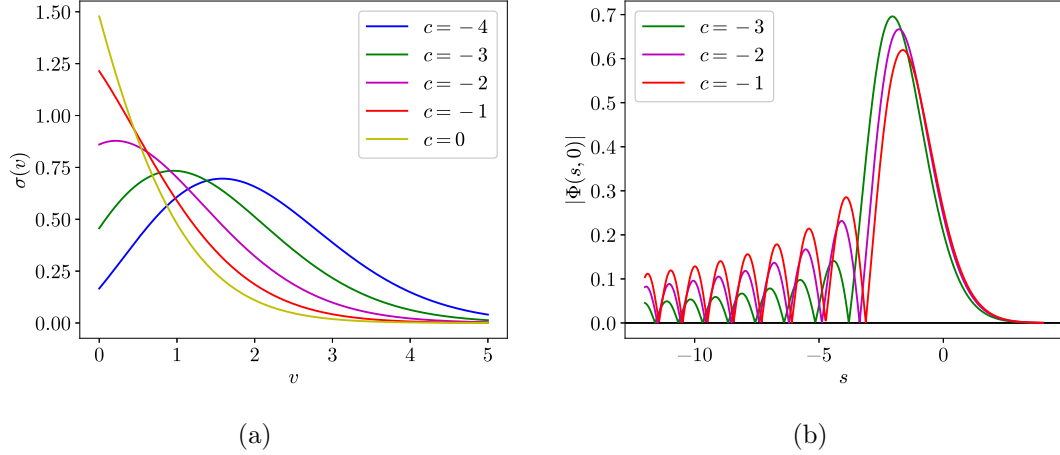 σ(v)
1.50
1.25
1.00
0.75
0.50
0.25
0.00
0 1 2 3 4 5
v
c = − 4
c = − 3
c = − 2
c = − 1
c = 0
(a)
|Φ(s, 0)|
0.7
0.6
0.5
0.4
0.3
0.2
0.1
0.0
−10 −5 0
s
c = − 3
c = − 2
c = − 1
(b)